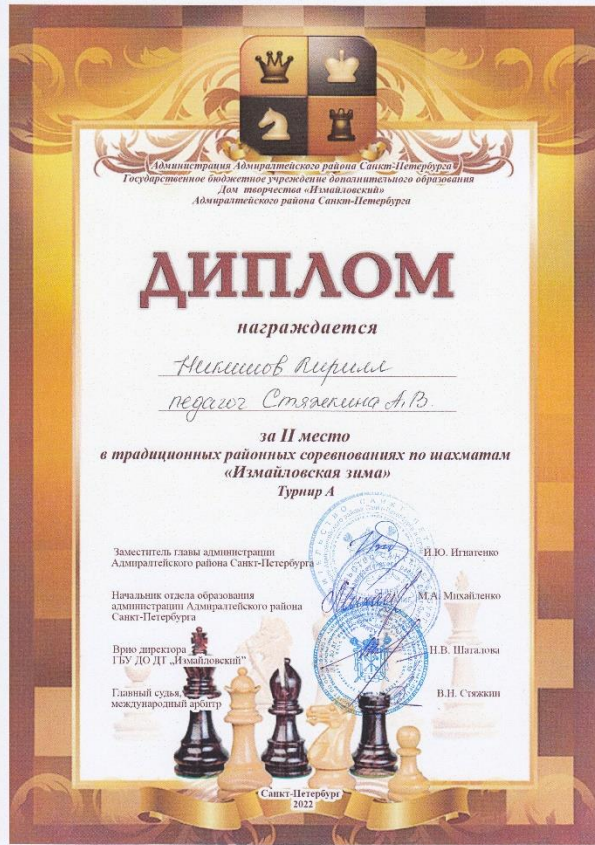 Администрация Адмиралтейского района Санкт-Петербурга
Государственное бюджетное учреждение дополнительного образования
Дом творчества «Измайловский»
Адмиралтейского района Санкт-Петербурга
ДИПЛОМ
награждается
Никишов Кирилл
педагог Стяжкина А.В.
за II место
в традиционных районных соревнованиях по шахматам
«Измайловская зима»
Турнир А
Заместитель главы администрации
Адмиралтейского района Санкт-Петербурга
И.Ю. Игнатенко
Начальник отдела образования
администрации Адмиралтейского района
Санкт-Петербурга
М.А. Михайленко
Врио директора
ГБУ ДО ДТ „Измайловский"
Н.В. Шаталова
Главный судья,
международный арбитр
В.Н. Стяжкин
Санкт-Петербург
2022